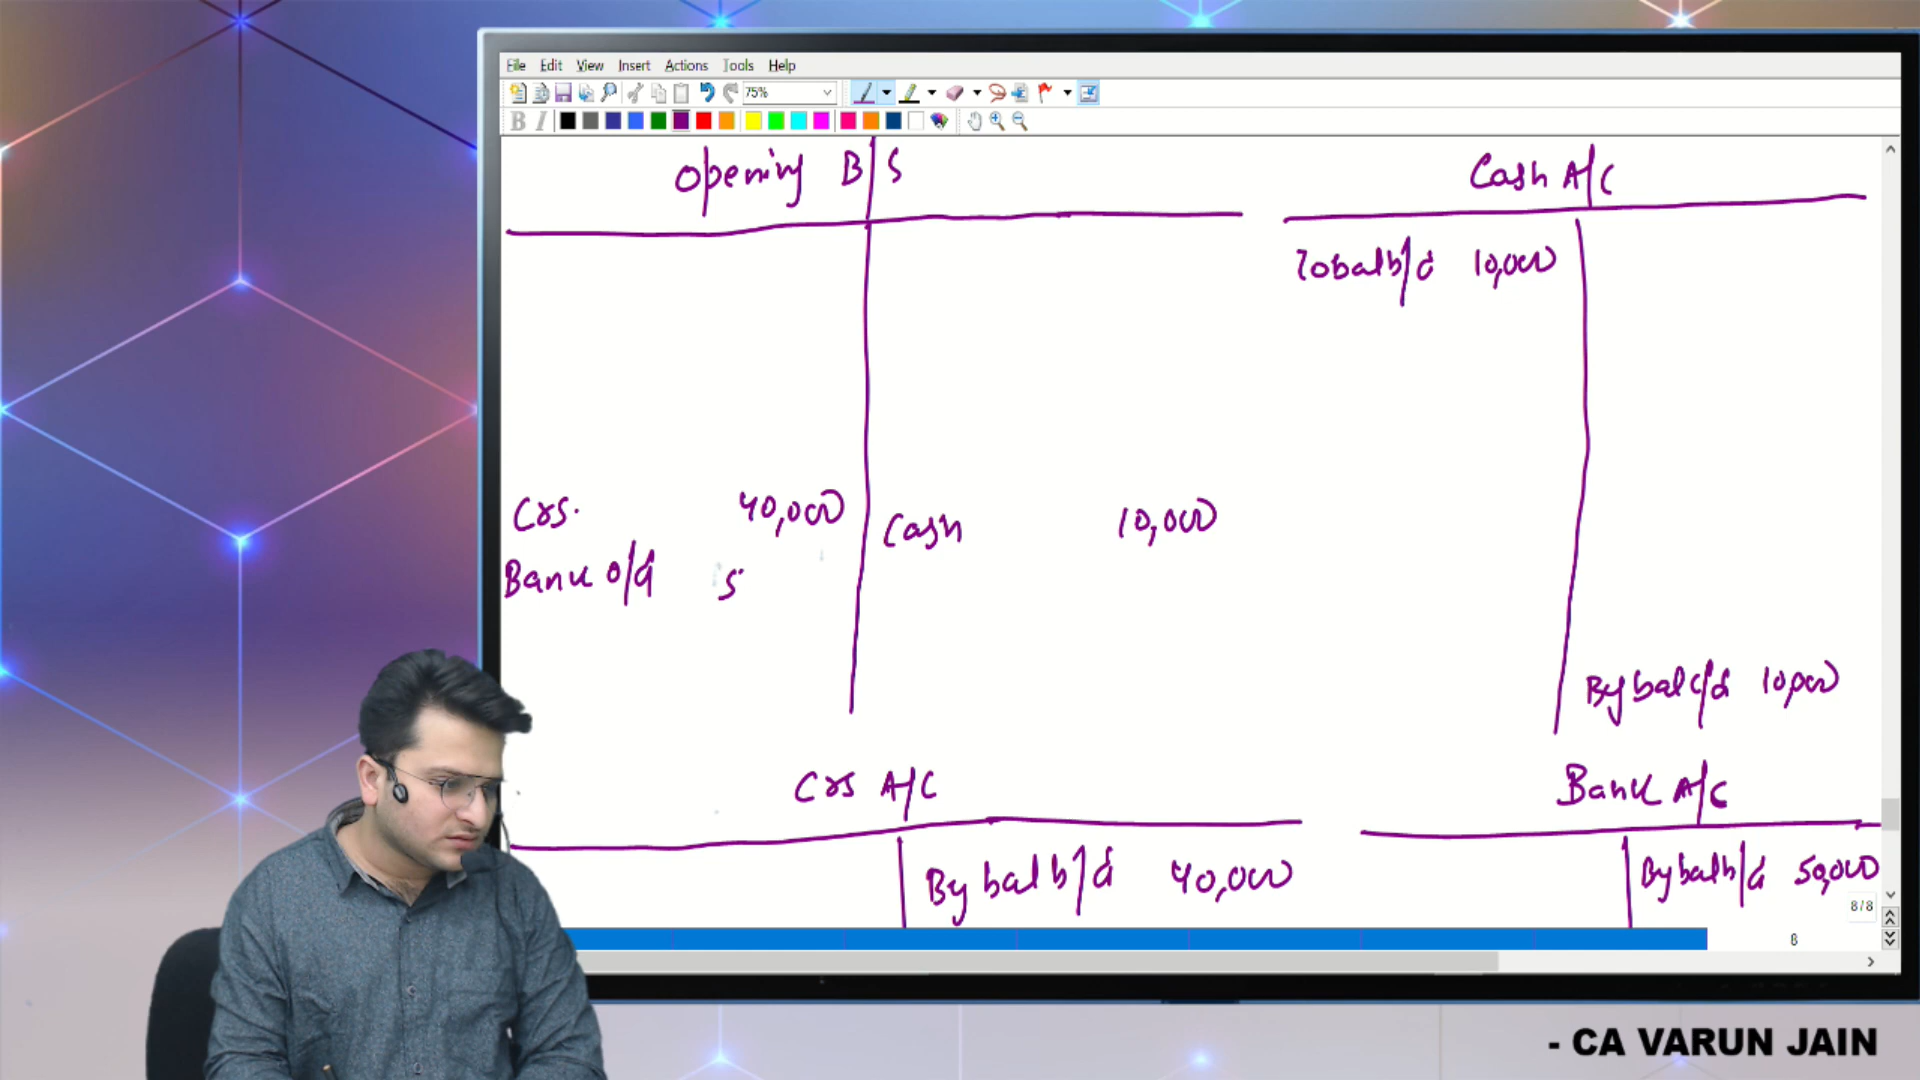 File Edit View Insert Actions Tools Help
75%
B I
Opening B/S
Cash A/C
To bal b/d 10,000
Crs. 40,000 Cash 10,000
Bank o/d 5
By bal c/d 10,000
Crs A/C
Bank A/C
By bal b/d 40,000
By bal b/d 50,000
8/8
8
- CA VARUN JAIN